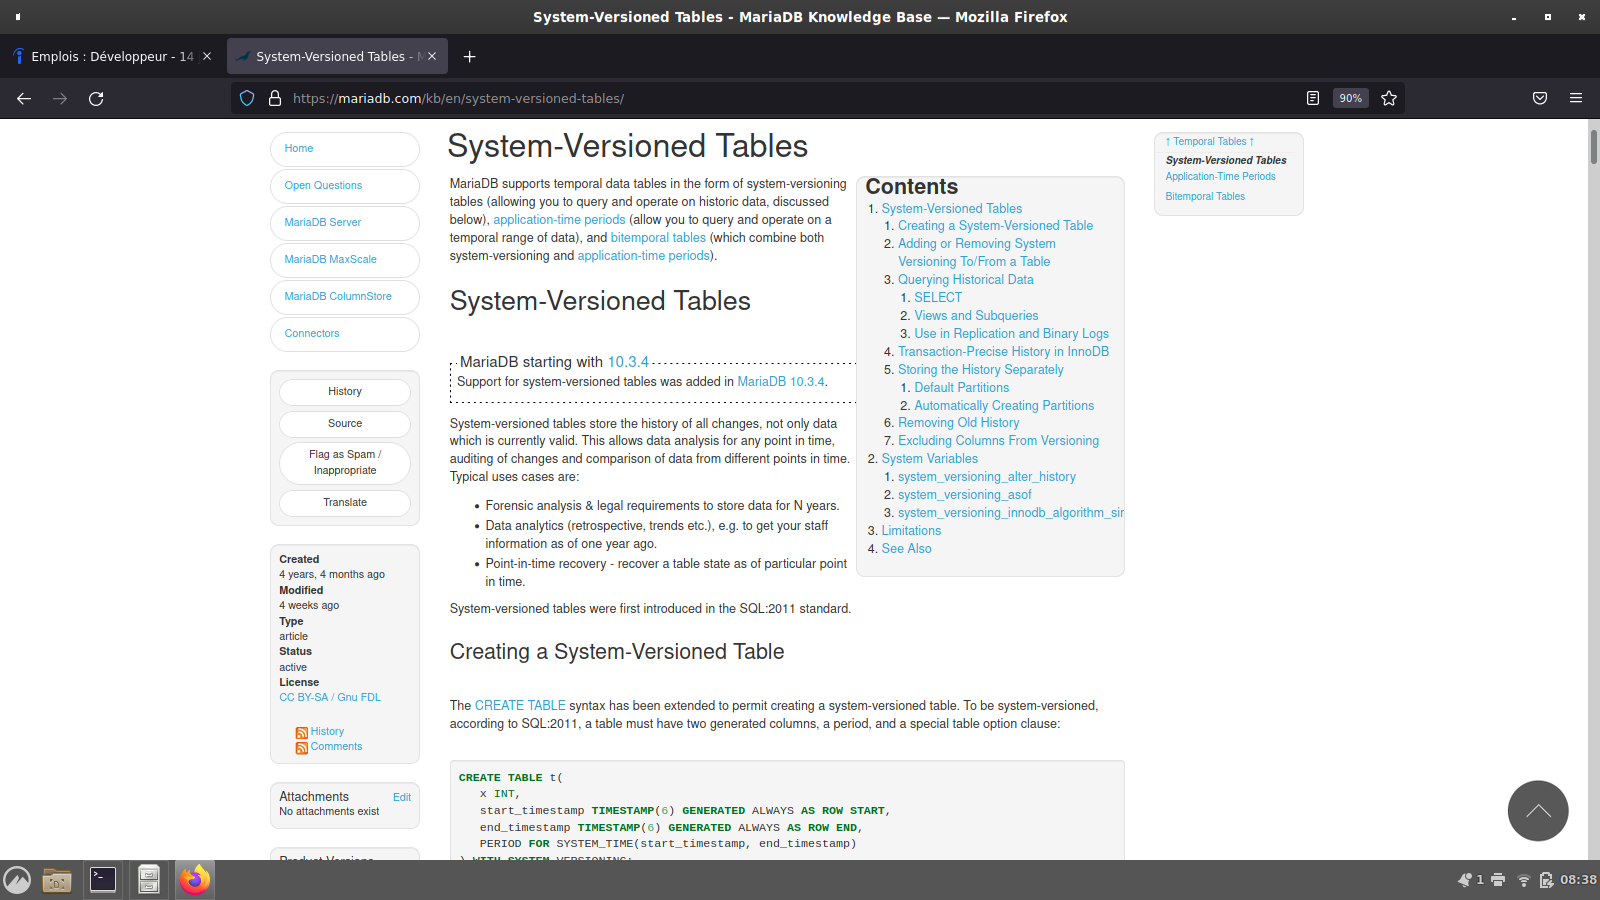 System-Versioned Tables - MariaDB Knowledge Base — Mozilla Firefox
Emplois : Développeur - 14
System-Versioned Tables -
https://mariadb.com/kb/en/system-versioned-tables/
90%
Home
Open Questions
MariaDB Server
MariaDB MaxScale
MariaDB ColumnStore
Connectors
History
Source
Flag as Spam /
Inappropriate
Translate
Created
4 years, 4 months ago
Modified
4 weeks ago
Type
article
Status
active
License
CC BY-SA / Gnu FDL
History
Comments
Attachments Edit
No attachments exist
Product Versions
System-Versioned Tables
MariaDB supports temporal data tables in the form of system-versioning
tables (allowing you to query and operate on historic data, discussed
below), application-time periods (allow you to query and operate on a
temporal range of data), and bitemporal tables (which combine both
system-versioning and application-time periods).
System-Versioned Tables
MariaDB starting with 10.3.4
Support for system-versioned tables was added in MariaDB 10.3.4.
System-versioned tables store the history of all changes, not only data
which is currently valid. This allows data analysis for any point in time,
auditing of changes and comparison of data from different points in time.
Typical uses cases are:
• Forensic analysis & legal requirements to store data for N years.
• Data analytics (retrospective, trends etc.), e.g. to get your staff
information as of one year ago.
• Point-in-time recovery - recover a table state as of particular point
in time.
System-versioned tables were first introduced in the SQL:2011 standard.
Creating a System-Versioned Table
The CREATE TABLE syntax has been extended to permit creating a system-versioned table. To be system-versioned,
according to SQL:2011, a table must have two generated columns, a period, and a special table option clause:
CREATE TABLE t(
x INT,
start_timestamp TIMESTAMP(6) GENERATED ALWAYS AS ROW START,
end_timestamp TIMESTAMP(6) GENERATED ALWAYS AS ROW END,
PERIOD FOR SYSTEM_TIME(start_timestamp, end_timestamp)
) WITH SYSTEM VERSIONING;
Contents
1. System-Versioned Tables
1. Creating a System-Versioned Table
2. Adding or Removing System
Versioning To/From a Table
3. Querying Historical Data
1. SELECT
2. Views and Subqueries
3. Use in Replication and Binary Logs
4. Transaction-Precise History in InnoDB
5. Storing the History Separately
1. Default Partitions
2. Automatically Creating Partitions
6. Removing Old History
7. Excluding Columns From Versioning
2. System Variables
1. system_versioning_alter_history
2. system_versioning_asof
3. system_versioning_innodb_algorithm_sir
3. Limitations
4. See Also
↑ Temporal Tables ↑
System-Versioned Tables
Application-Time Periods
Bitemporal Tables
1
08:38